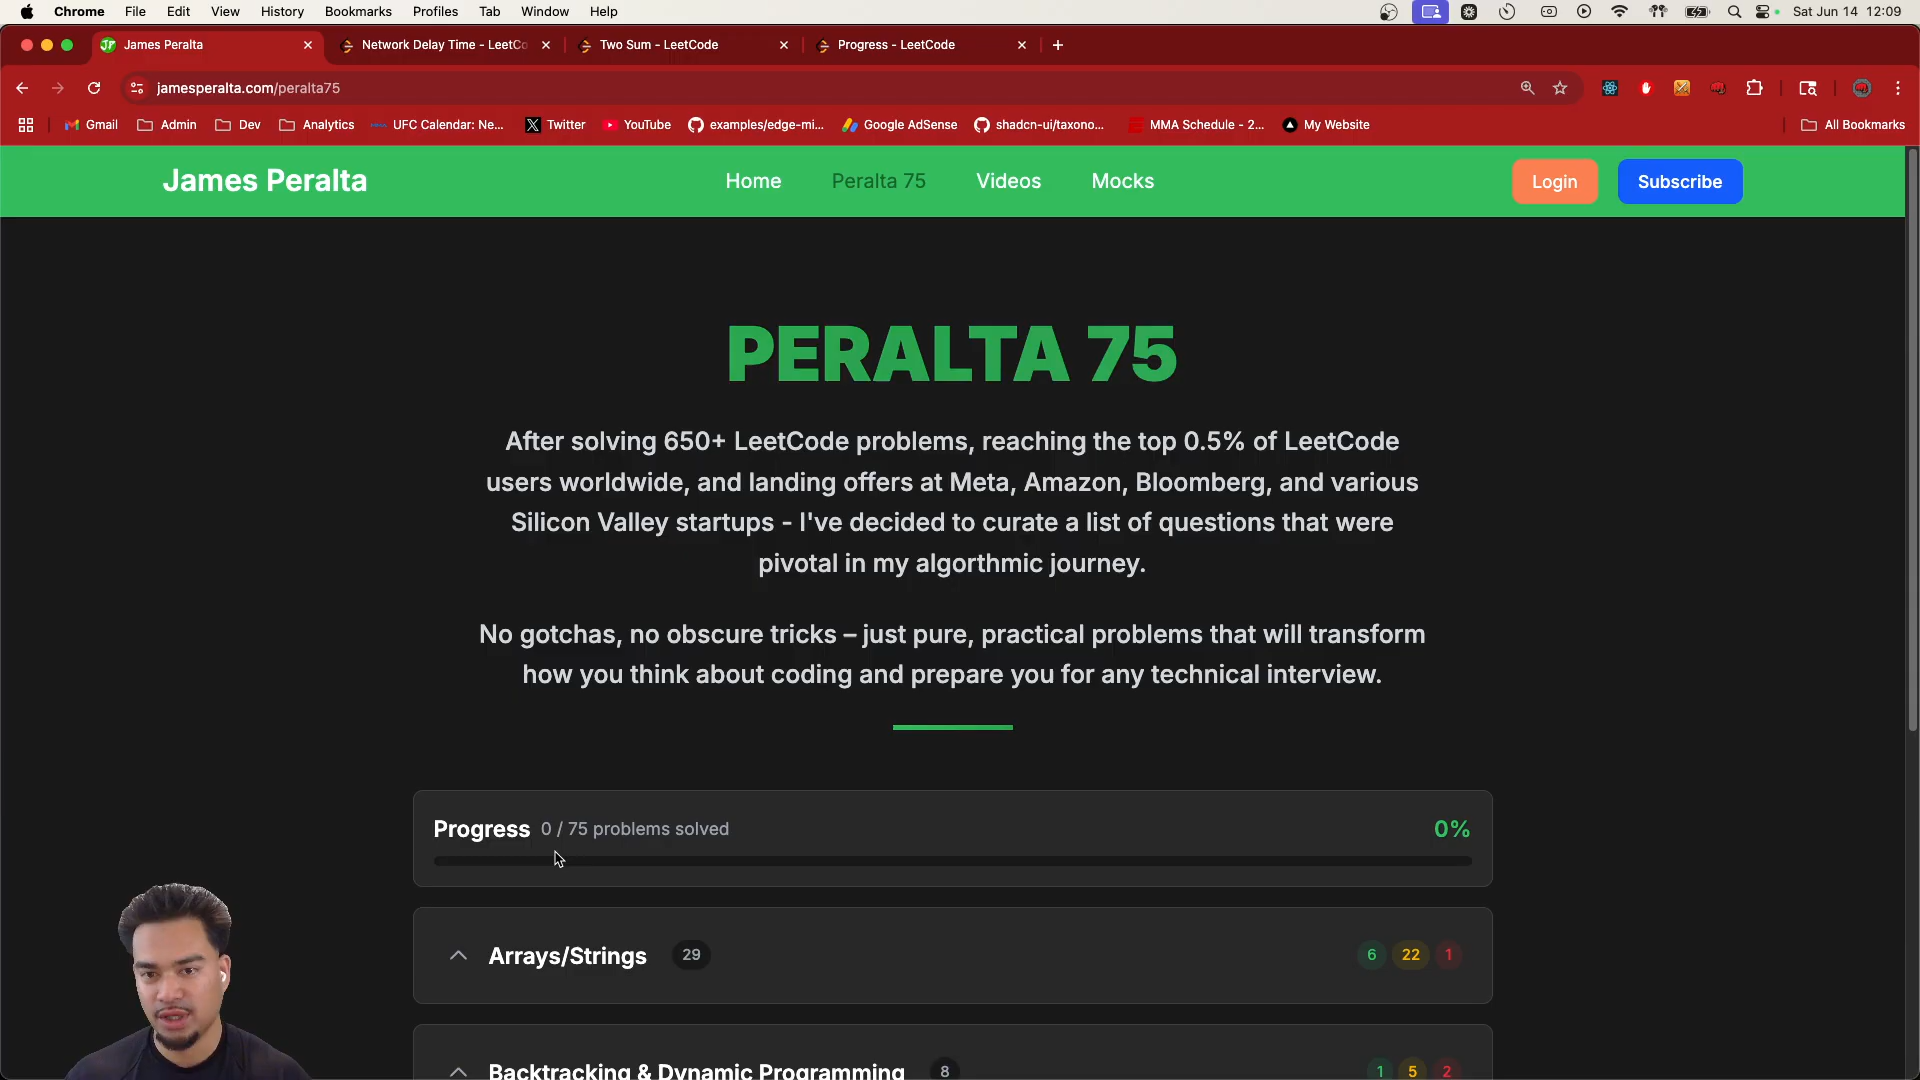 Chrome File Edit View History Bookmarks Profiles Tab Window Help Sat Jun 14 12:09
James Peralta Network Delay Time - LeetCo Two Sum - LeetCode Progress - LeetCode
jamesperalta.com/peralta75
Gmail Admin Dev Analytics UFC Calendar: Ne... Twitter YouTube examples/edge-mi... Google AdSense shadcn-ui/taxono... MMA Schedule - 2... My Website All Bookmarks
James Peralta Home Peralta 75 Videos Mocks Login Subscribe
PERALTA 75
After solving 650+ LeetCode problems, reaching the top 0.5% of LeetCode
users worldwide, and landing offers at Meta, Amazon, Bloomberg, and various
Silicon Valley startups - I've decided to curate a list of questions that were
pivotal in my algorthmic journey.
No gotchas, no obscure tricks – just pure, practical problems that will transform
how you think about coding and prepare you for any technical interview.
Progress 0 / 75 problems solved 0%
Arrays/Strings 29 6 22 1
Backtracking & Dynamic Programming 8 1 5 2